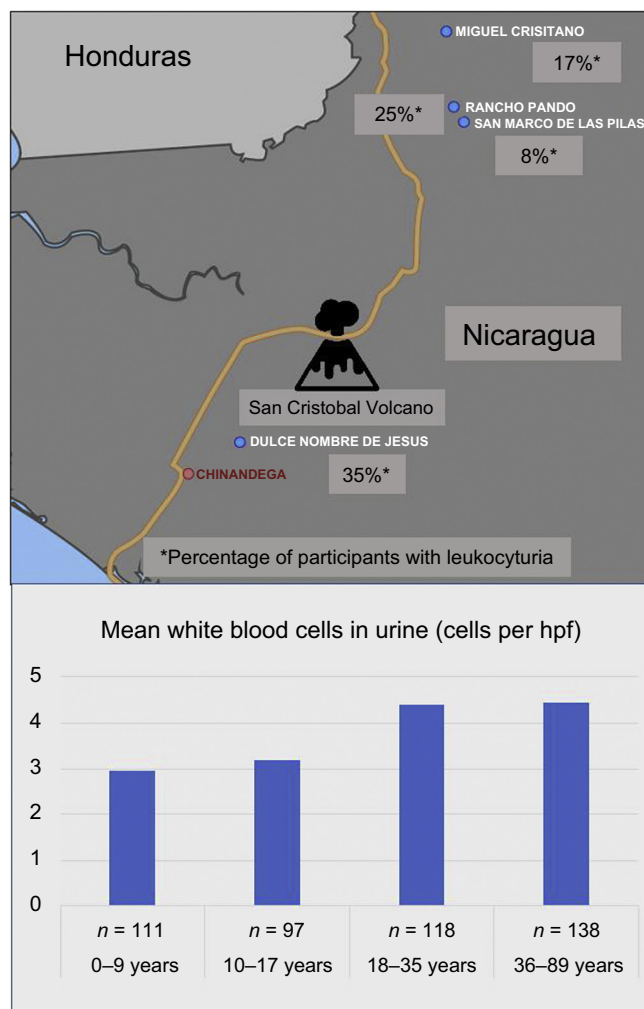 Honduras
MIGUEL CRISITANO
17%*
25%*
RANCHO PANDO
SAN MARCO DE LAS PILAS
8%*
Nicaragua
San Cristobal Volcano
DULCE NOMBRE DE JESUS
35%*
CHINANDEGA
*Percentage of participants with leukocyturia
Mean white blood cells in urine (cells per hpf)
5
4
3
2
1
0
n = 111
n = 97
n = 118
n = 138
0–9 years
10–17 years
18–35 years
36–89 years